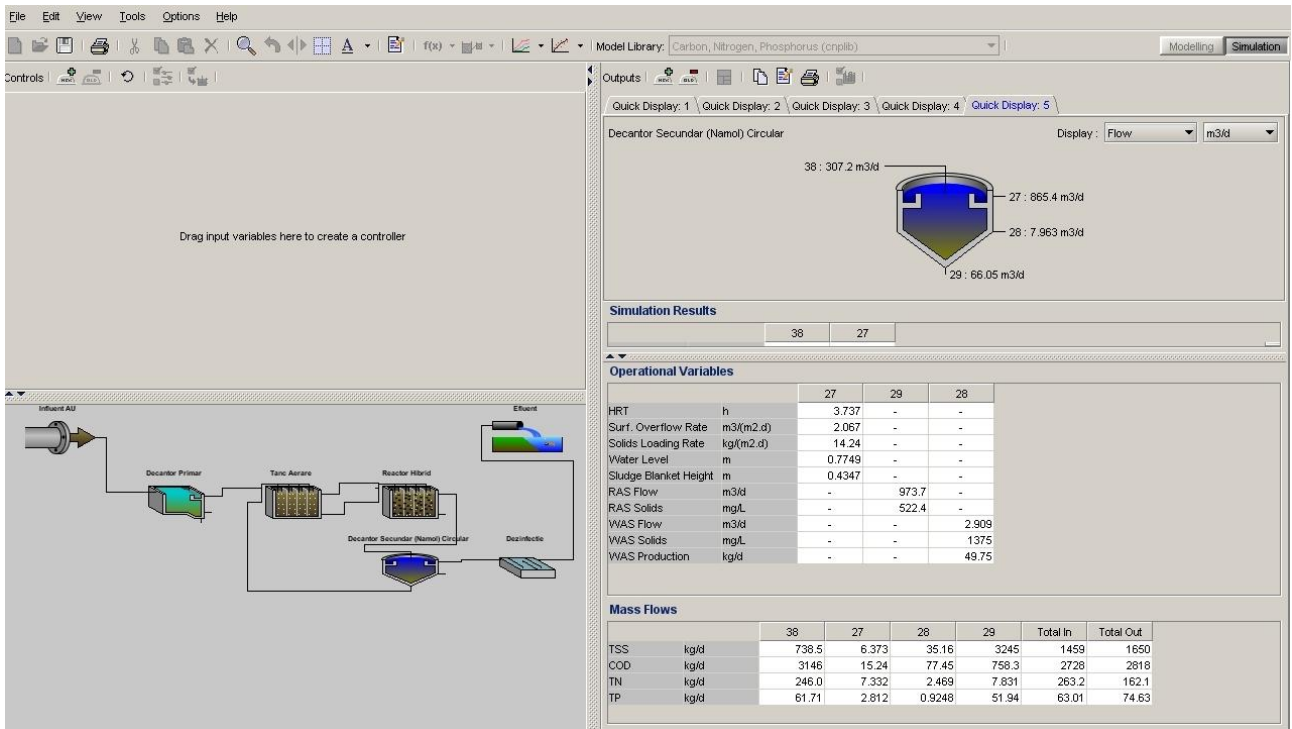 File Edit View Tools Options Help
f(x)
Model Library: Carbon, Nitrogen, Phosphorus (cnplib)
Modelling Simulation
Controls
Outputs
Quick Display: 1 Quick Display: 2 Quick Display: 3 Quick Display: 4 Quick Display: 5
Drag input variables here to create a controller
Decantor Secundar (Namol) Circular
Display : Flow m3/d
38 : 307.2 m3/d
27 : 865.4 m3/d
28 : 7.963 m3/d
29 : 66.05 m3/d
Simulation Results
38 27
Operational Variables
27 29 28
HRT h 3.737 - -
Surf. Overflow Rate m3/(m2.d) 2.067 - -
Solids Loading Rate kg/(m2.d) 14.24 - -
Water Level m 0.7749 - -
Sludge Blanket Height m 0.4347 - -
RAS Flow m3/d - 973.7 -
RAS Solids mg/L - 522.4 -
WAS Flow m3/d - - 2.909
WAS Solids mg/L - - 1375
WAS Production kg/d - - 49.75
Mass Flows
38 27 28 29 Total In Total Out
TSS kg/d 738.5 6.373 35.16 3245 1459 1650
COD kg/d 3146 15.24 77.45 758.3 2728 2818
TN kg/d 246.0 7.332 2.469 7.831 263.2 162.1
TP kg/d 61.71 2.812 0.9248 51.94 63.01 74.63
Influent AU
Efluent
Decantor Primar
Tanc Aerare
Reactor Hibrid
Decantor Secundar (Namol) Circular
Dezinfectie